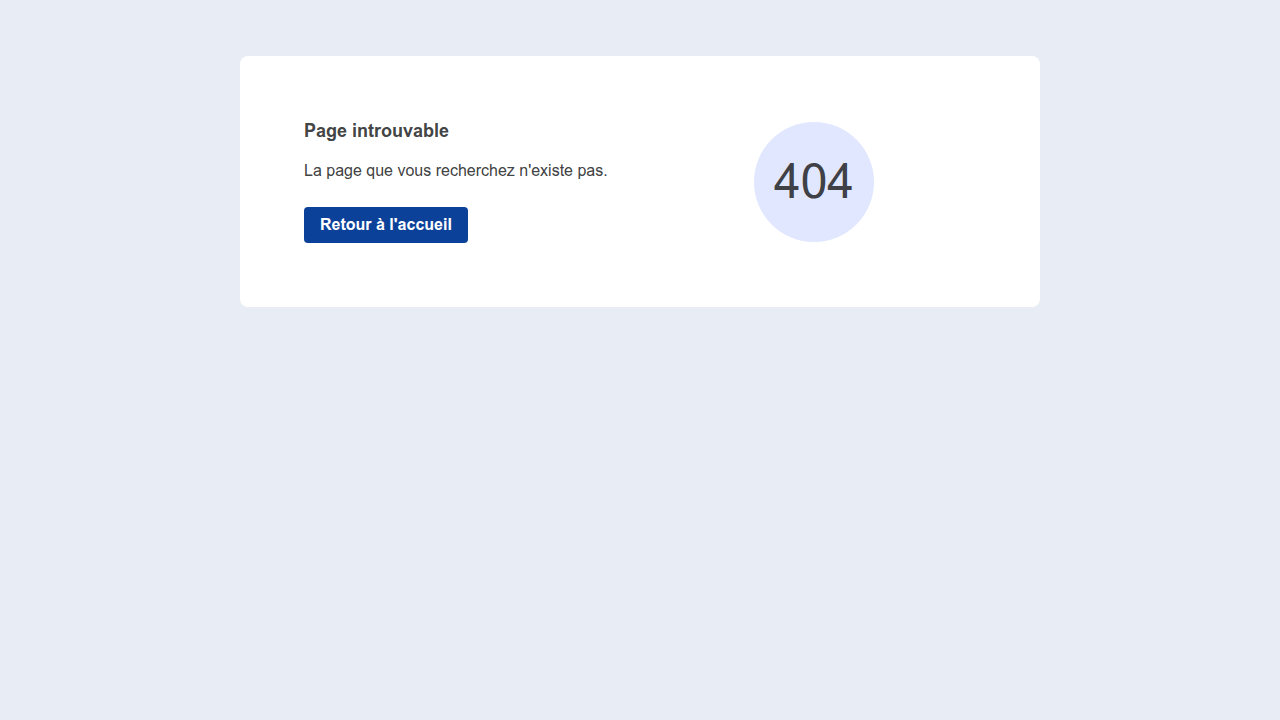 Page introuvable
La page que vous recherchez n'existe pas.
Retour à l'accueil
404